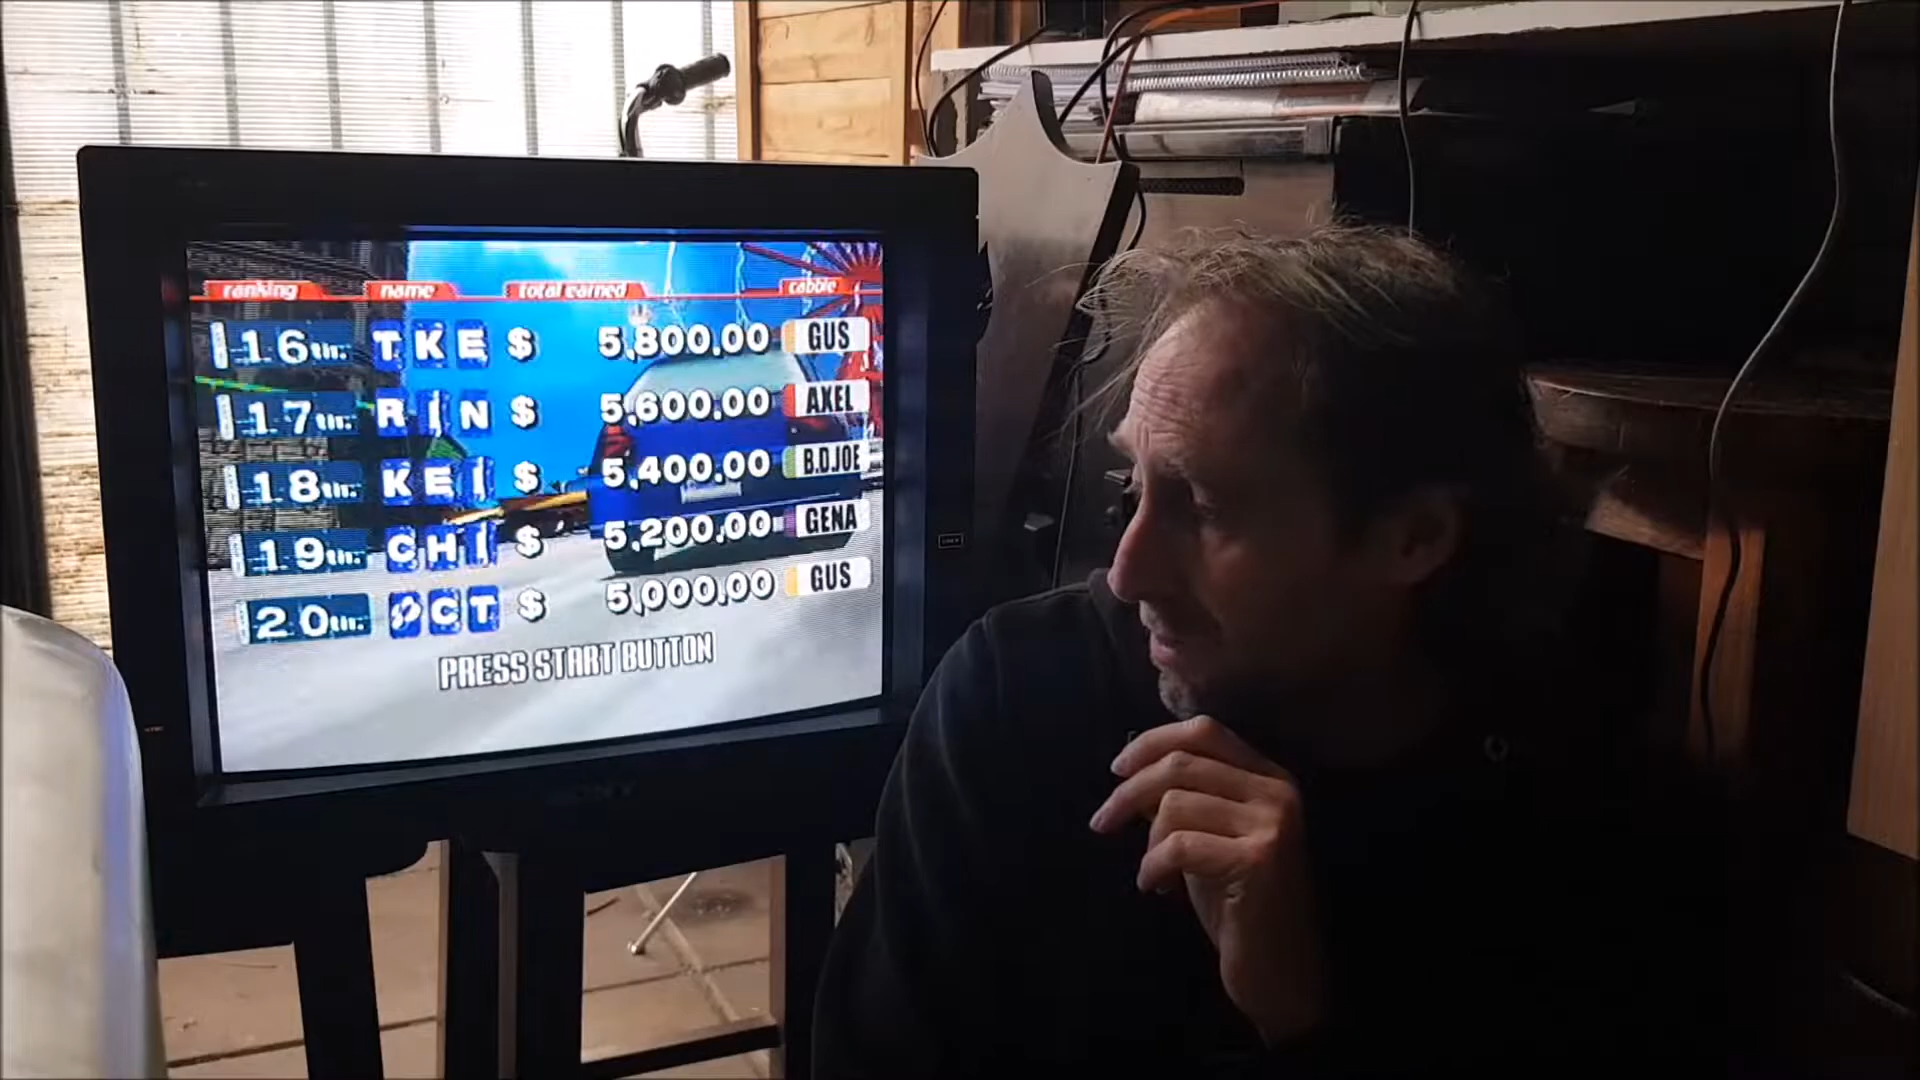 ranking name total earned cabbie
16th. TKE $ 5,800.00 GUS
17th. RIN $ 5,600.00 AXEL
18th. KEI $ 5,400.00 B.D.JOE
19th. CHI $ 5,200.00 GENA
20th. OCT $ 5,000.00 GUS
PRESS START BUTTON